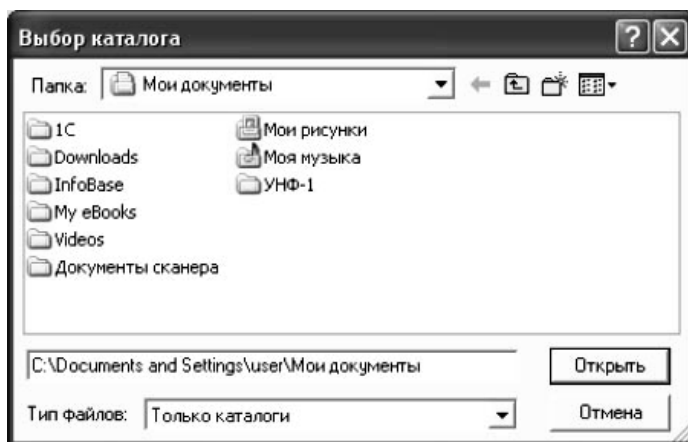 Выбор каталога
Папка: Мои документы
1C
Downloads
InfoBase
My eBooks
Videos
Документы сканера
Мои рисунки
Моя музыка
УНФ-1
C:\Documents and Settings\user\Мои документы
Открыть
Тип файлов: Только каталоги
Отмена